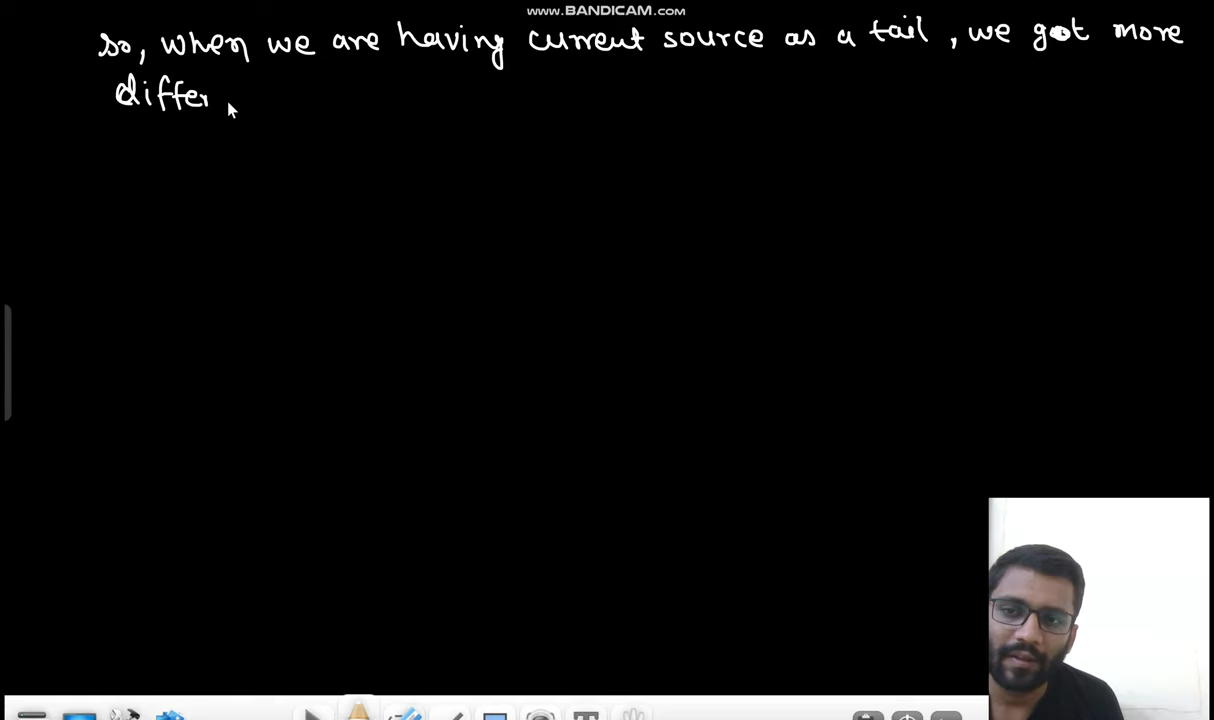 www.BANDICAM.com
so, when we are having current source as a tail, we got more
differ